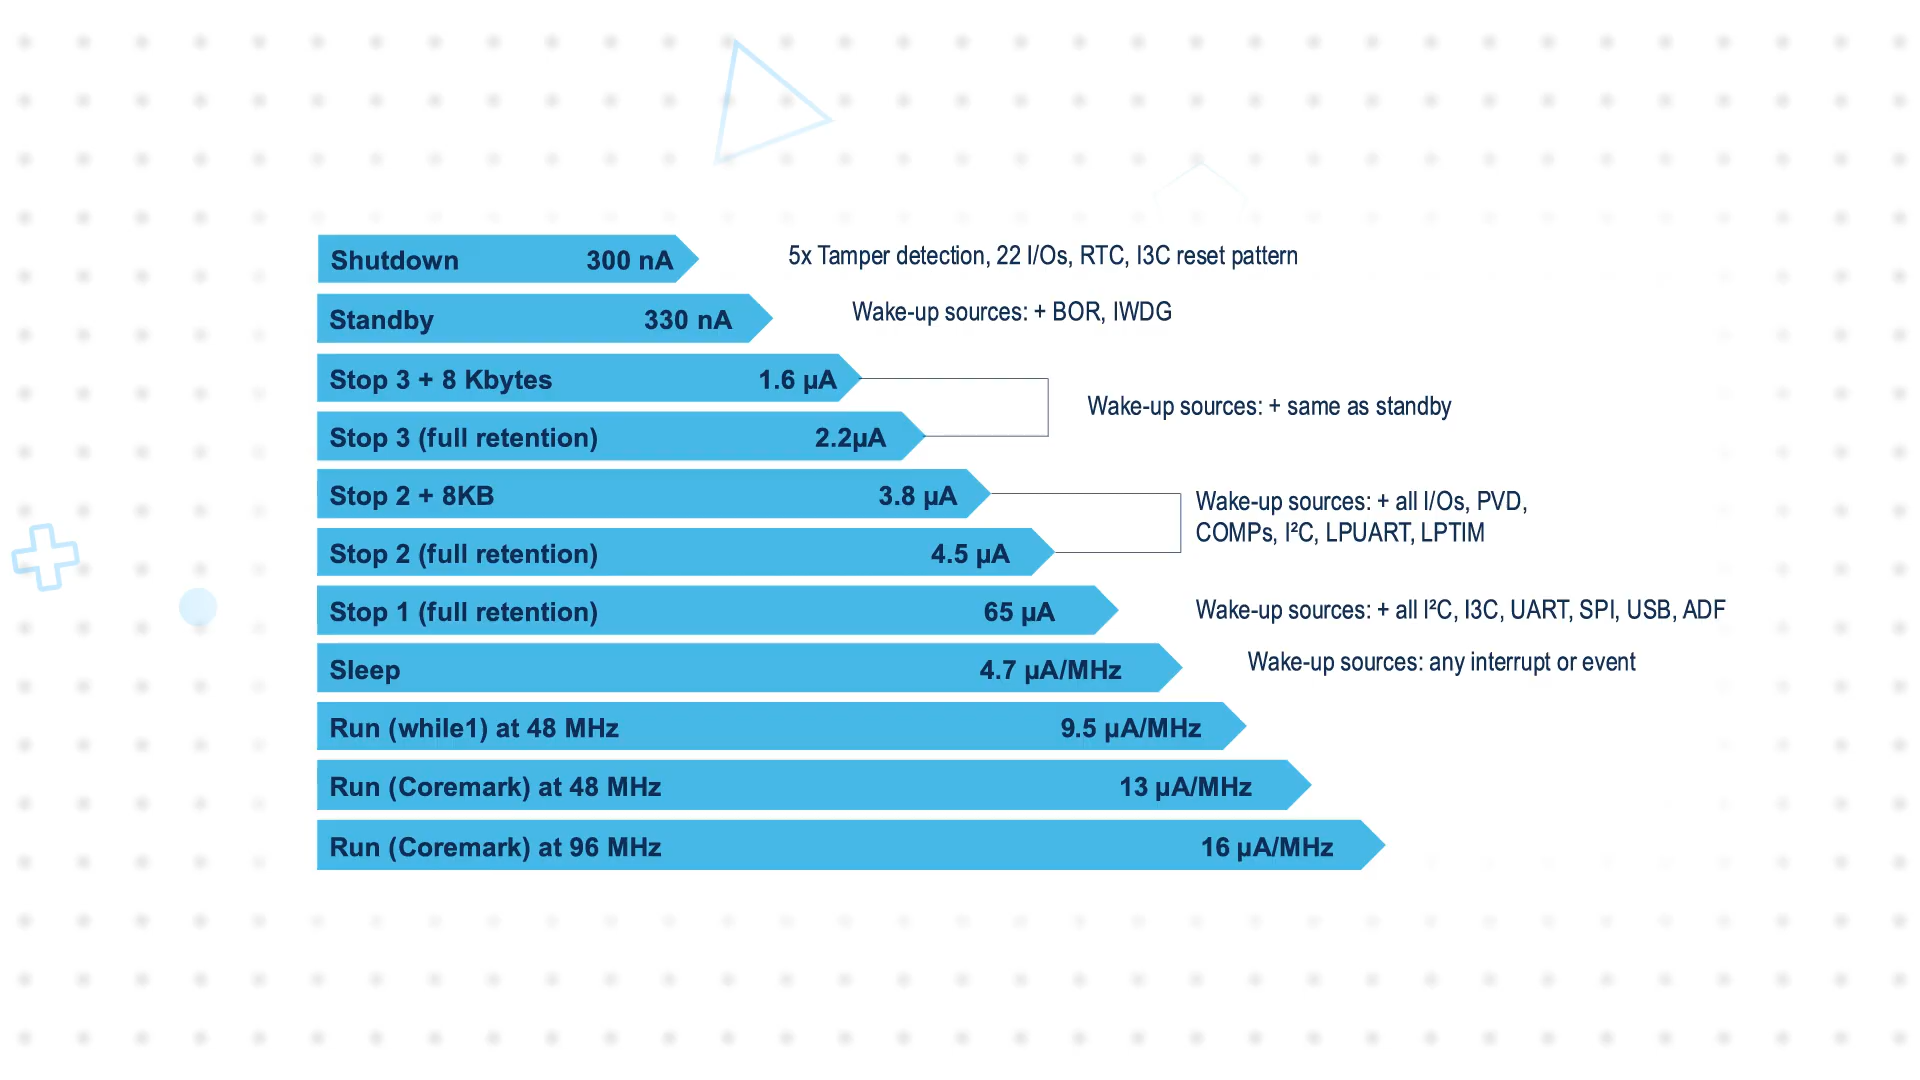 Shutdown 300 nA 5x Tamper detection, 22 I/Os, RTC, I3C reset pattern
Standby 330 nA Wake-up sources: + BOR, IWDG
Stop 3 + 8 Kbytes 1.6 µA
Wake-up sources: + same as standby
Stop 3 (full retention) 2.2µA
Stop 2 + 8KB 3.8 µA
Wake-up sources: + all I/Os, PVD,
COMPs, I²C, LPUART, LPTIM
Stop 2 (full retention) 4.5 µA
Stop 1 (full retention) 65 µA Wake-up sources: + all I²C, I3C, UART, SPI, USB, ADF
Sleep 4.7 µA/MHz Wake-up sources: any interrupt or event
Run (while1) at 48 MHz 9.5 µA/MHz
Run (Coremark) at 48 MHz 13 µA/MHz
Run (Coremark) at 96 MHz 16 µA/MHz